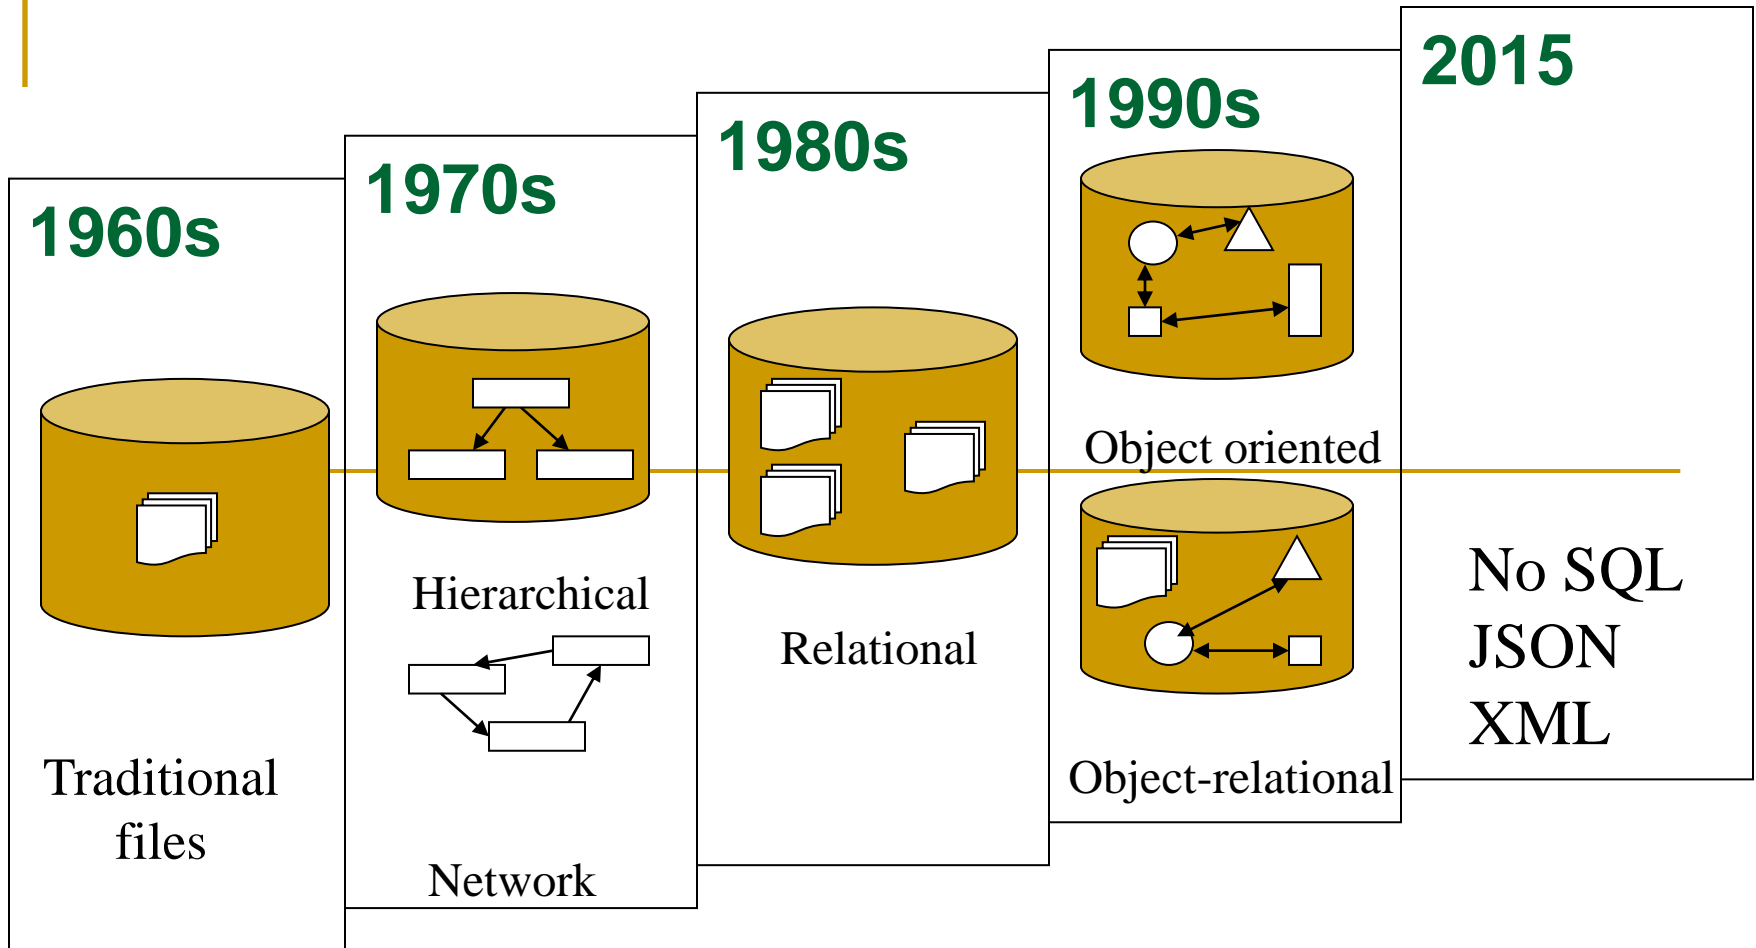 1960s
Traditional
files
1970s
Hierarchical
Network
1980s
Relational
1990s
Object oriented
Object-relational
2015
No SQL
JSON
XML